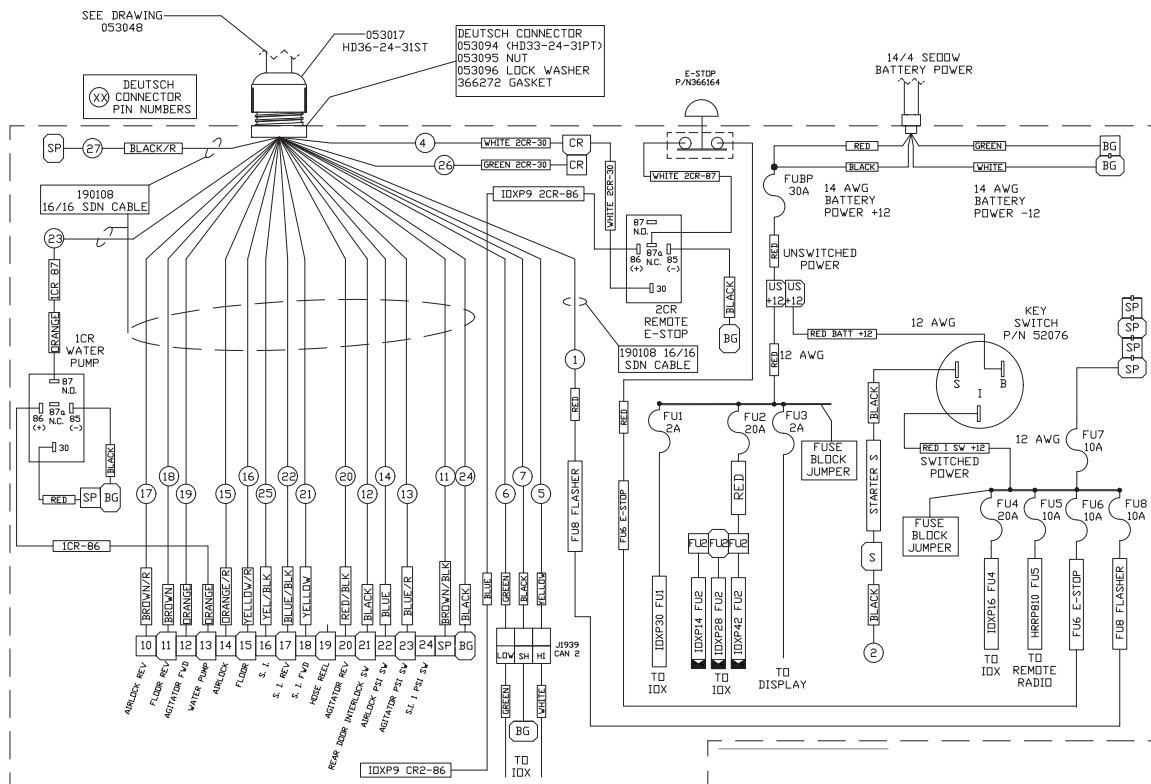 SEE DRAWING
053048
053017
HD36-24-31ST
DEUTSCH CONNECTOR
053094 (HD33-24-31PT)
053095 NUT
053096 LOCK WASHER
366272 GASKET
XX
DEUTSCH
CONNECTOR
PIN NUMBERS
E-STOP
P/N366164
14/4 SEOOW
BATTERY POWER
SP
27
BLACK/R
4
WHITE 2CR-30
CR
26
GREEN 2CR-30
CR
WHITE 2CR-87
RED
BLACK
GREEN
WHITE
BG
BG
FUBP
30A
14 AWG
BATTERY
POWER +12
14 AWG
BATTERY
POWER -12
190108
16/16 SDN CABLE
IOXP9 2CR-86
WHITE 2CR-30
23
1CR 87
ORANGE
87
N.O.
86
(+)
87a
N.C.
85
(-)
30
BLACK
BG
2CR
REMOTE
E-STOP
RED
UNSWITCHED
POWER
US
+12
US
+12
RED BATT +12
12 AWG
KEY
SWITCH
P/N 52076
S
B
I
SP
SP
SP
SP
1CR
WATER
PUMP
87
N.O.
86
(+)
87a
N.C.
85
(-)
30
BLACK
RED
SP
BG
1CR-86
190108 16/16
SDN CABLE
1
RED
FU8 FLASHER
RED
FU6 E-STOP
RED
12 AWG
FU1
2A
FU2
20A
FU3
2A
FUSE
BLOCK
JUMPER
RED
FU2
FU2
FU2
IOXP30 FU1
IOXP14 FU2
IOXP28 FU2
IOXP42 FU2
TO
IOX
TO
IOX
TO
DISPLAY
BLACK
STARTER S
S
BLACK
2
RED I SW +12
SWITCHED
POWER
12 AWG
FU7
10A
FUSE
BLOCK
JUMPER
FU4
20A
FU5
10A
FU6
10A
FU8
10A
IOXP16 FU4
HRRP810 FU5
FU6 E-STOP
FU8 FLASHER
TO
IOX
TO
REMOTE
RADIO
17
18
19
15
16
25
22
21
20
12
14
13
11
24
6
7
5
BROWN/R
BROWN
ORANGE
ORANGE
ORANGE/R
YELLOW/R
YEL/BLK
BLUE/BLK
YELLOW
RED/BLK
BLACK
BLUE
BLUE/R
BROWN/BLK
BLACK
BLUE
GREEN
BLACK
YELLOW
10
11
12
13
14
15
16
17
18
19
20
21
22
23
24
SP
BG
AIRLOCK REV
FLOOR REV
AGITATOR FWD
WATER PUMP
AIRLOCK
FLOOR
S. I.
S. I. REV
S. I. FWD
HOSE REEL
AGITATOR REV
REAR DOOR INTERLOCK SW
AIRLOCK PSI SW
AGITATOR PSI SW
S.I. 1 PSI SW
LOW
SH
HI
J1939
CAN 2
GREEN
WHITE
BG
TO
IOX
IOXP9 CR2-86